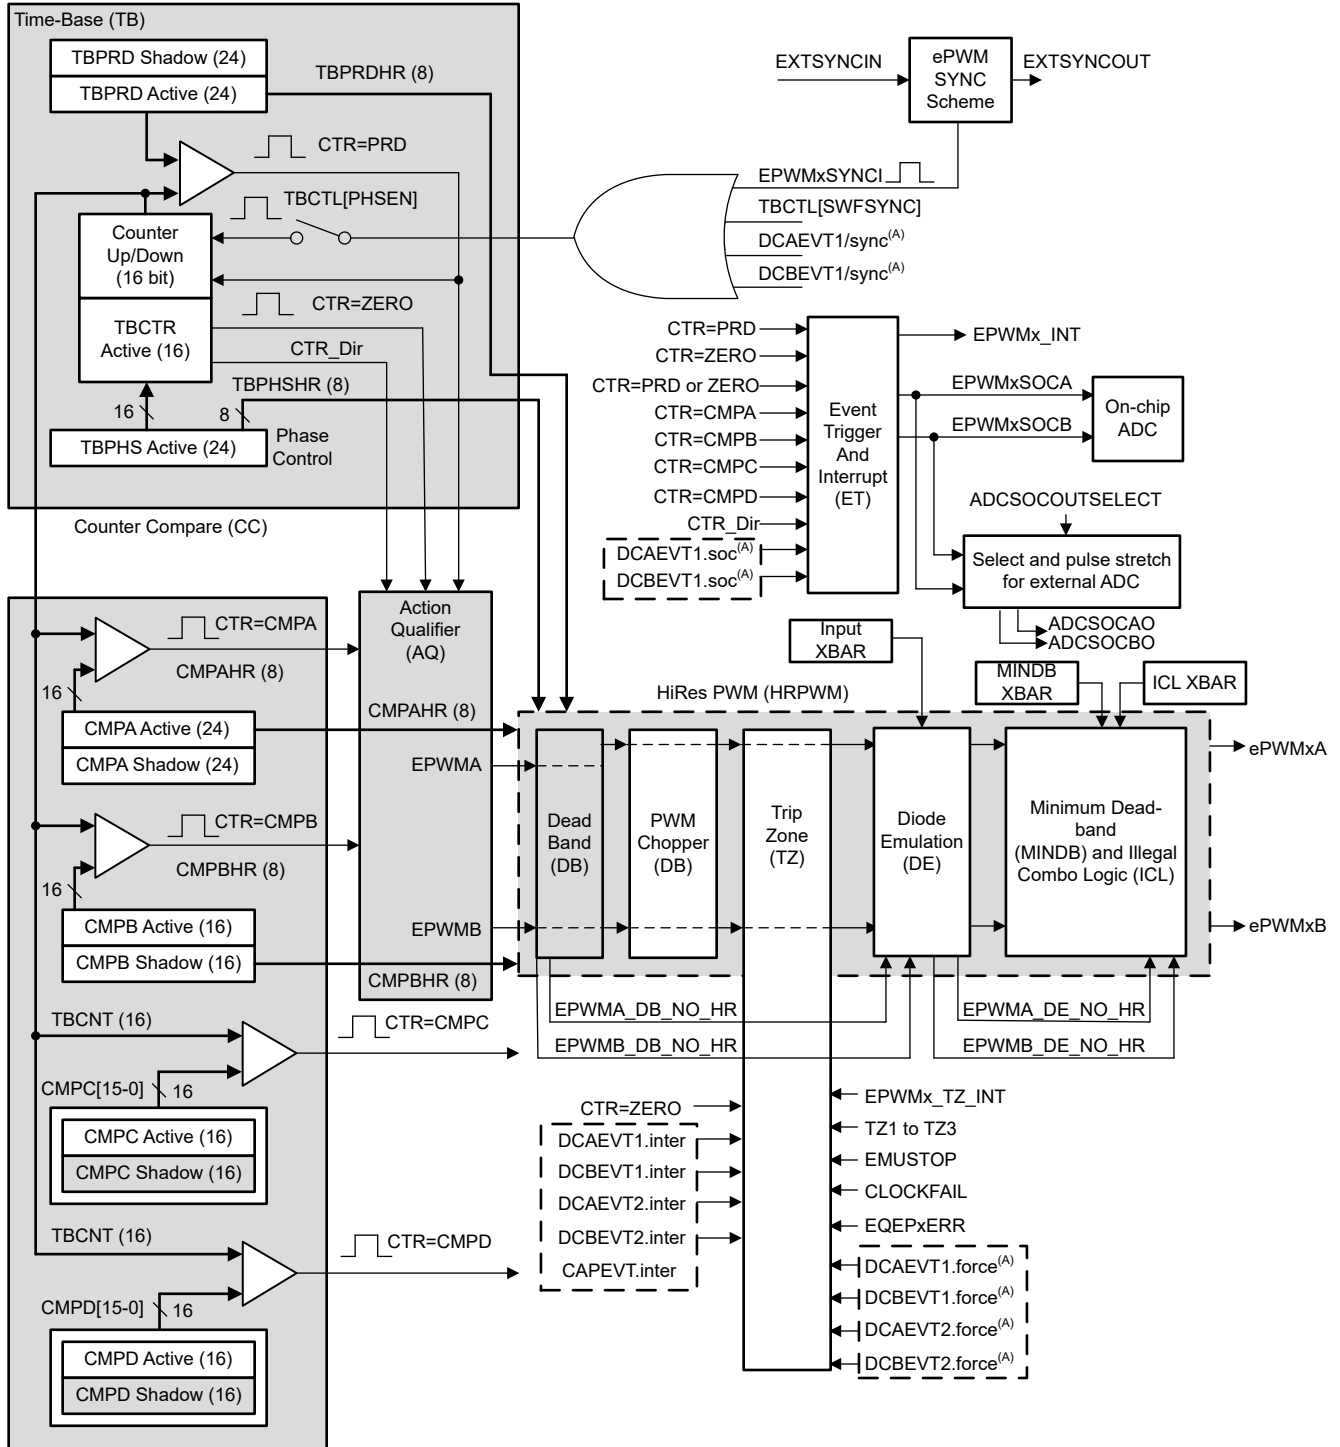 Time-Base (TB)
TBPRD Shadow (24)
TBPRD Active (24)
TBPRDHR (8)
CTR=PRD
TBCTL[PHSEN]
Counter
Up/Down
(16 bit)
CTR=ZERO
TBCTR
Active (16)
CTR_Dir
TBPHSHR (8)
16
8
TBPHS Active (24)
Phase
Control
EXTSYNCIN
ePWM
SYNC
Scheme
EXTSYNCOUT
EPWMxSYNCI
TBCTL[SWFSYNC]
DCAEVT1/sync(A)
DCBEVT1/sync(A)
CTR=PRD
CTR=ZERO
CTR=PRD or ZERO
CTR=CMPA
CTR=CMPB
CTR=CMPC
CTR=CMPD
CTR_Dir
DCAEVT1.soc(A)
DCBEVT1.soc(A)
Event
Trigger
And
Interrupt
(ET)
EPWMx_INT
EPWMxSOCA
EPWMxSOCB
On-chip
ADC
ADCSOCOUTSELECT
Select and pulse stretch
for external ADC
ADCSOCAO
ADCSOCBO
Counter Compare (CC)
CTR=CMPA
CMPAHR (8)
16
CMPA Active (24)
CMPA Shadow (24)
CTR=CMPB
CMPBHR (8)
16
CMPB Active (16)
CMPB Shadow (16)
TBCNT (16)
CTR=CMPC
CMPC[15-0]
16
CMPC Active (16)
CMPC Shadow (16)
TBCNT (16)
CTR=CMPD
CMPD[15-0]
16
CMPD Active (16)
CMPD Shadow (16)
Action
Qualifier
(AQ)
CMPAHR (8)
EPWMA
EPWMB
CMPBHR (8)
HiRes PWM (HRPWM)
Input
XBAR
MINDB
XBAR
ICL XBAR
Dead
Band
(DB)
PWM
Chopper
(DB)
Trip
Zone
(TZ)
Diode
Emulation
(DE)
Minimum Dead-
band
(MINDB) and Illegal
Combo Logic (ICL)
ePWMxA
ePWMxB
EPWMA_DB_NO_HR
EPWMB_DB_NO_HR
EPWMA_DE_NO_HR
EPWMB_DE_NO_HR
CTR=ZERO
DCAEVT1.inter
DCBEVT1.inter
DCAEVT2.inter
DCBEVT2.inter
CAPEVT.inter
EPWMx_TZ_INT
TZ1 to TZ3
EMUSTOP
CLOCKFAIL
EQEPxERR
DCAEVT1.force(A)
DCBEVT1.force(A)
DCAEVT2.force(A)
DCBEVT2.force(A)